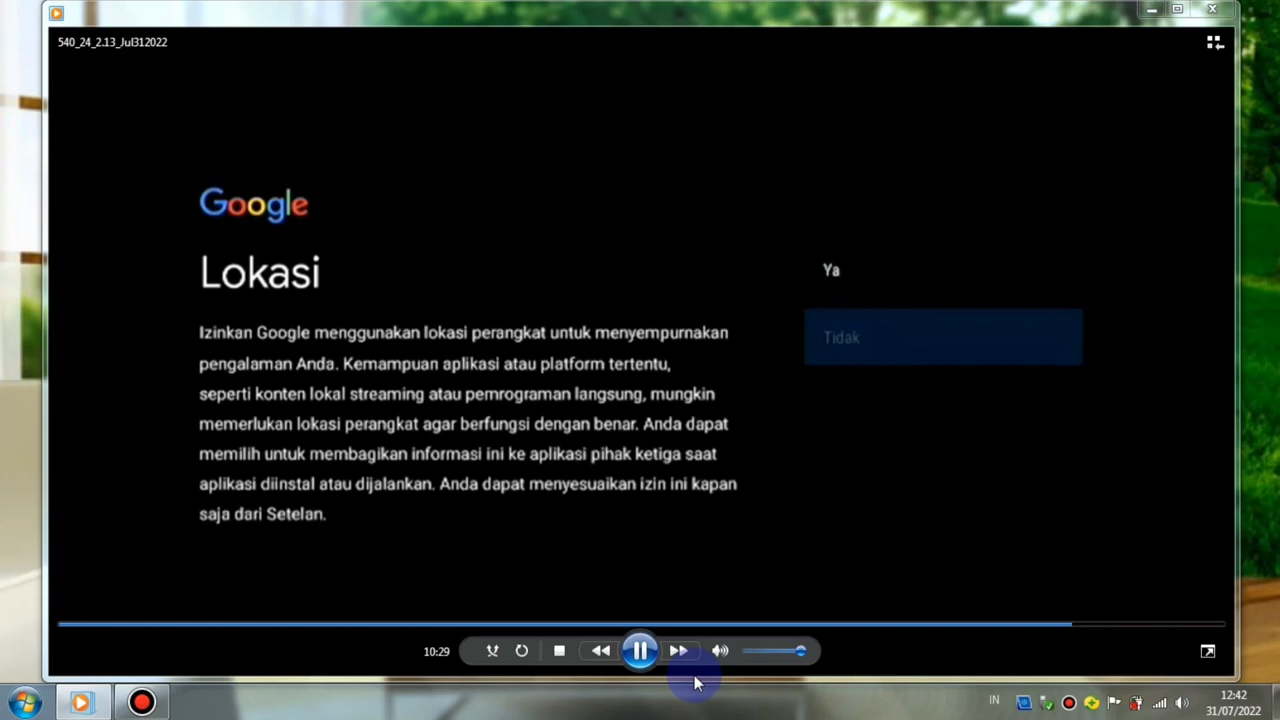 540_24_2.13_Jul312022
Google
Lokasi
Izinkan Google menggunakan lokasi perangkat untuk menyempurnakan
pengalaman Anda. Kemampuan aplikasi atau platform tertentu,
seperti konten lokal streaming atau pemrograman langsung, mungkin
memerlukan lokasi perangkat agar berfungsi dengan benar. Anda dapat
memilih untuk membagikan informasi ini ke aplikasi pihak ketiga saat
aplikasi diinstal atau dijalankan. Anda dapat menyesuaikan izin ini kapan
saja dari Setelan.
Ya
Tidak
10:29
IN
12:42
31/07/2022